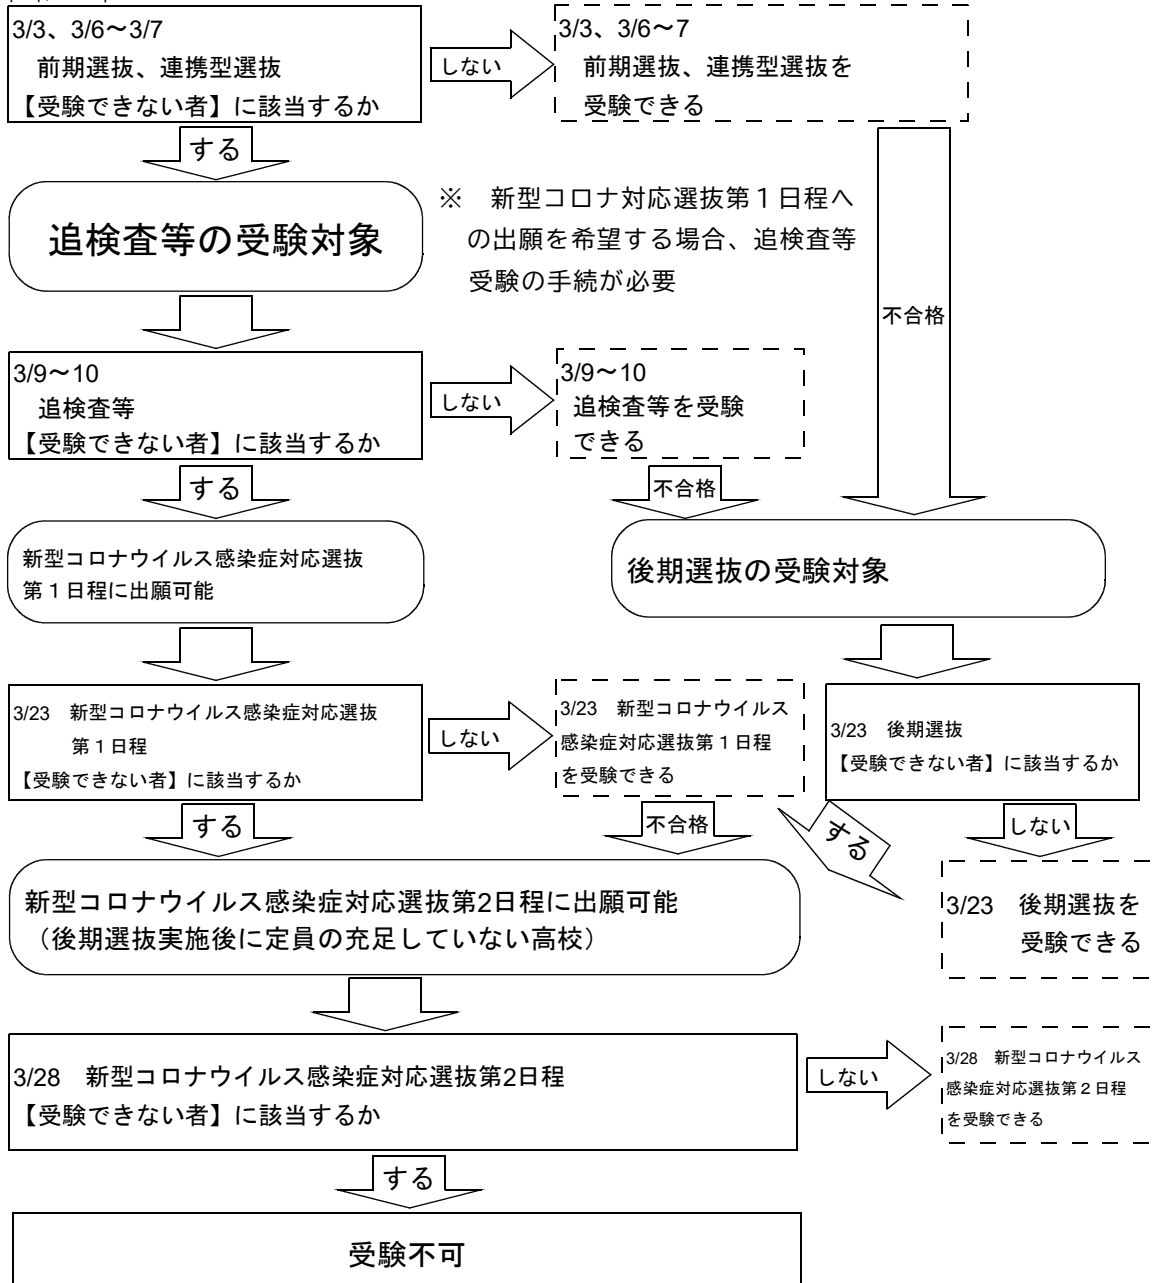 3/3、3/6～3/7
前期選抜、連携型選抜
【受験できない者】に該当するか
しない
3/3、3/6～7
前期選抜、連携型選抜を
受験できる
する
追検査等の受験対象
※　新型コロナ対応選抜第１日程へ
の出願を希望する場合、追検査等
受験の手続が必要
不合格
3/9～10
追検査等
【受験できない者】に該当するか
しない
3/9～10
追検査等を受験
できる
する
不合格
新型コロナウイルス感染症対応選抜
第１日程に出願可能
後期選抜の受験対象
3/23　新型コロナウイルス感染症対応選抜
第１日程
【受験できない者】に該当するか
しない
3/23　新型コロナウイルス
感染症対応選抜第１日程
を受験できる
3/23　後期選抜
【受験できない者】に該当するか
する
不合格
する
しない
新型コロナウイルス感染症対応選抜第2日程に出願可能
（後期選抜実施後に定員の充足していない高校）
3/23　後期選抜を
受験できる
3/28　新型コロナウイルス感染症対応選抜第2日程
【受験できない者】に該当するか
しない
3/28　新型コロナウイルス
感染症対応選抜第２日程
を受験できる
する
受験不可